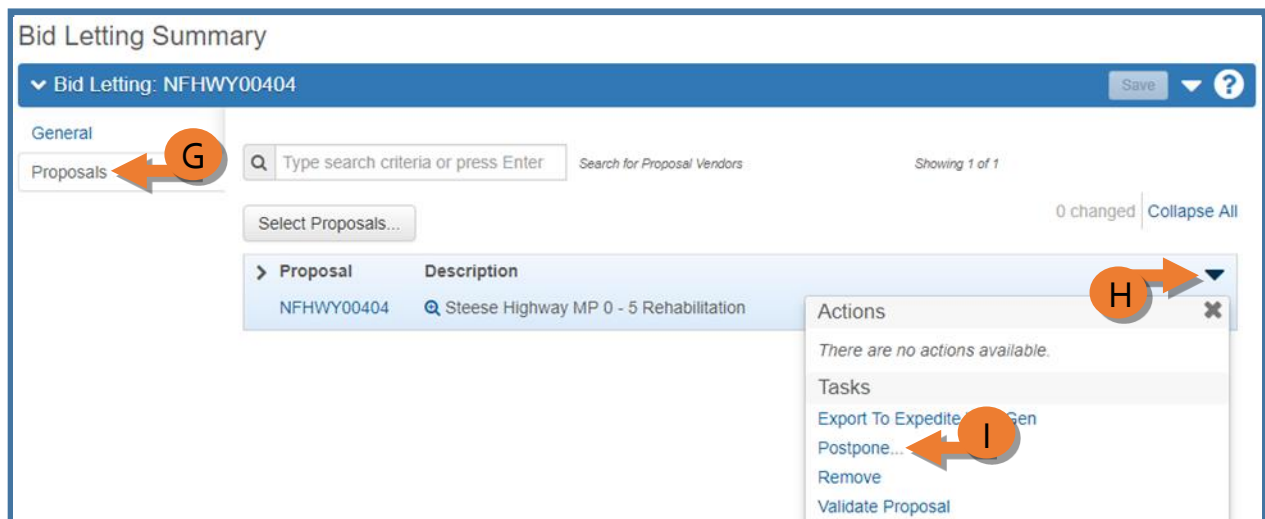 Bid Letting Summary
Bid Letting: NFHWY00404 Save ?
General
Proposals G Type search criteria or press Enter Search for Proposal Vendors Showing 1 of 1
Select Proposals... 0 changed Collapse All
Proposal Description
NFHWY00404 Steese Highway MP 0 - 5 Rehabilitation H
Actions
There are no actions available.
Tasks
Export To Expedite Gen
Postpone... I
Remove
Validate Proposal